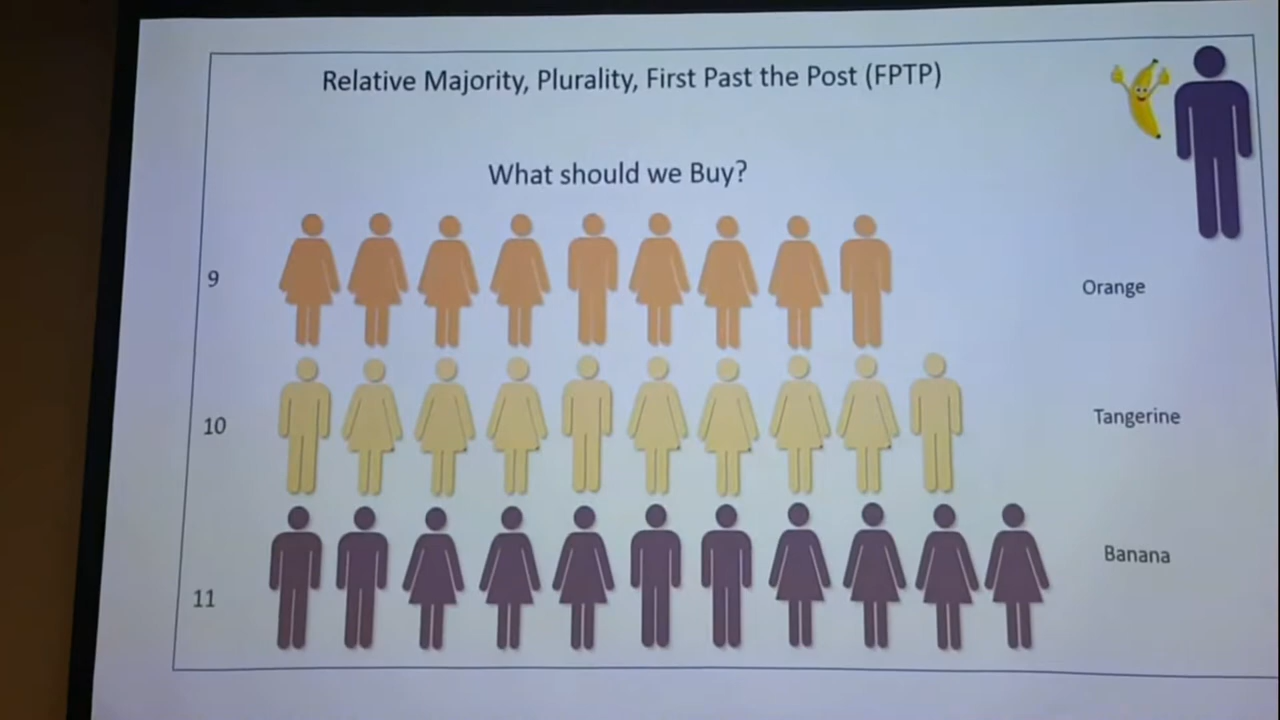 Relative Majority, Plurality, First Past the Post (FPTP)
What should we Buy?
9
Orange
10
Tangerine
11
Banana